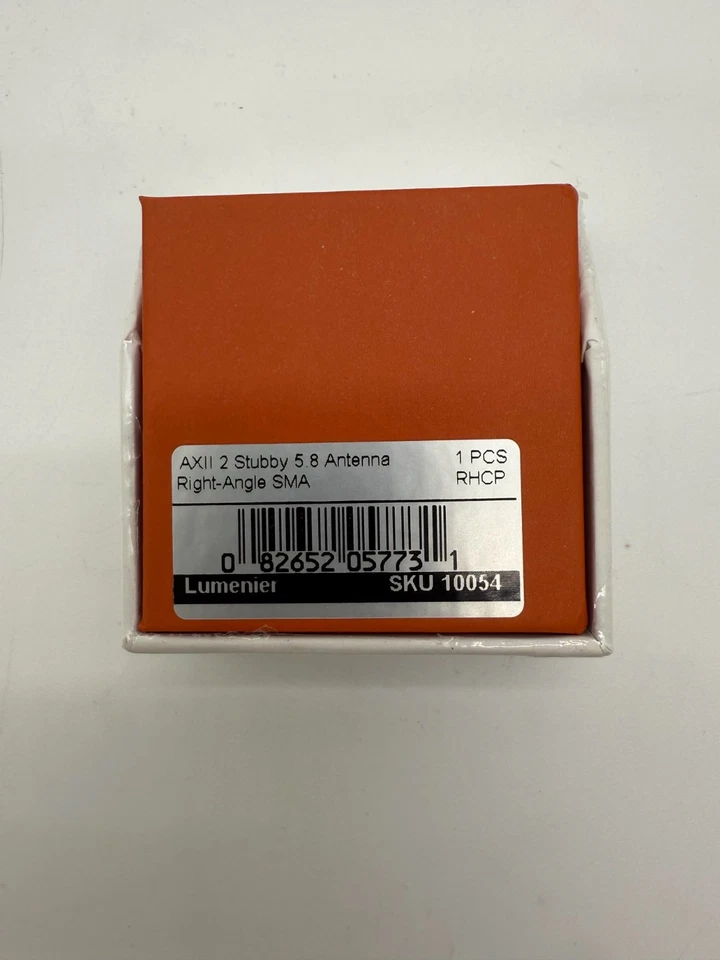 AXII 2 Stubby 5.8 Antenna 1 PCS
Right-Angle SMA RHCP
0 82652 05773 1
Lumenier SKU 10054